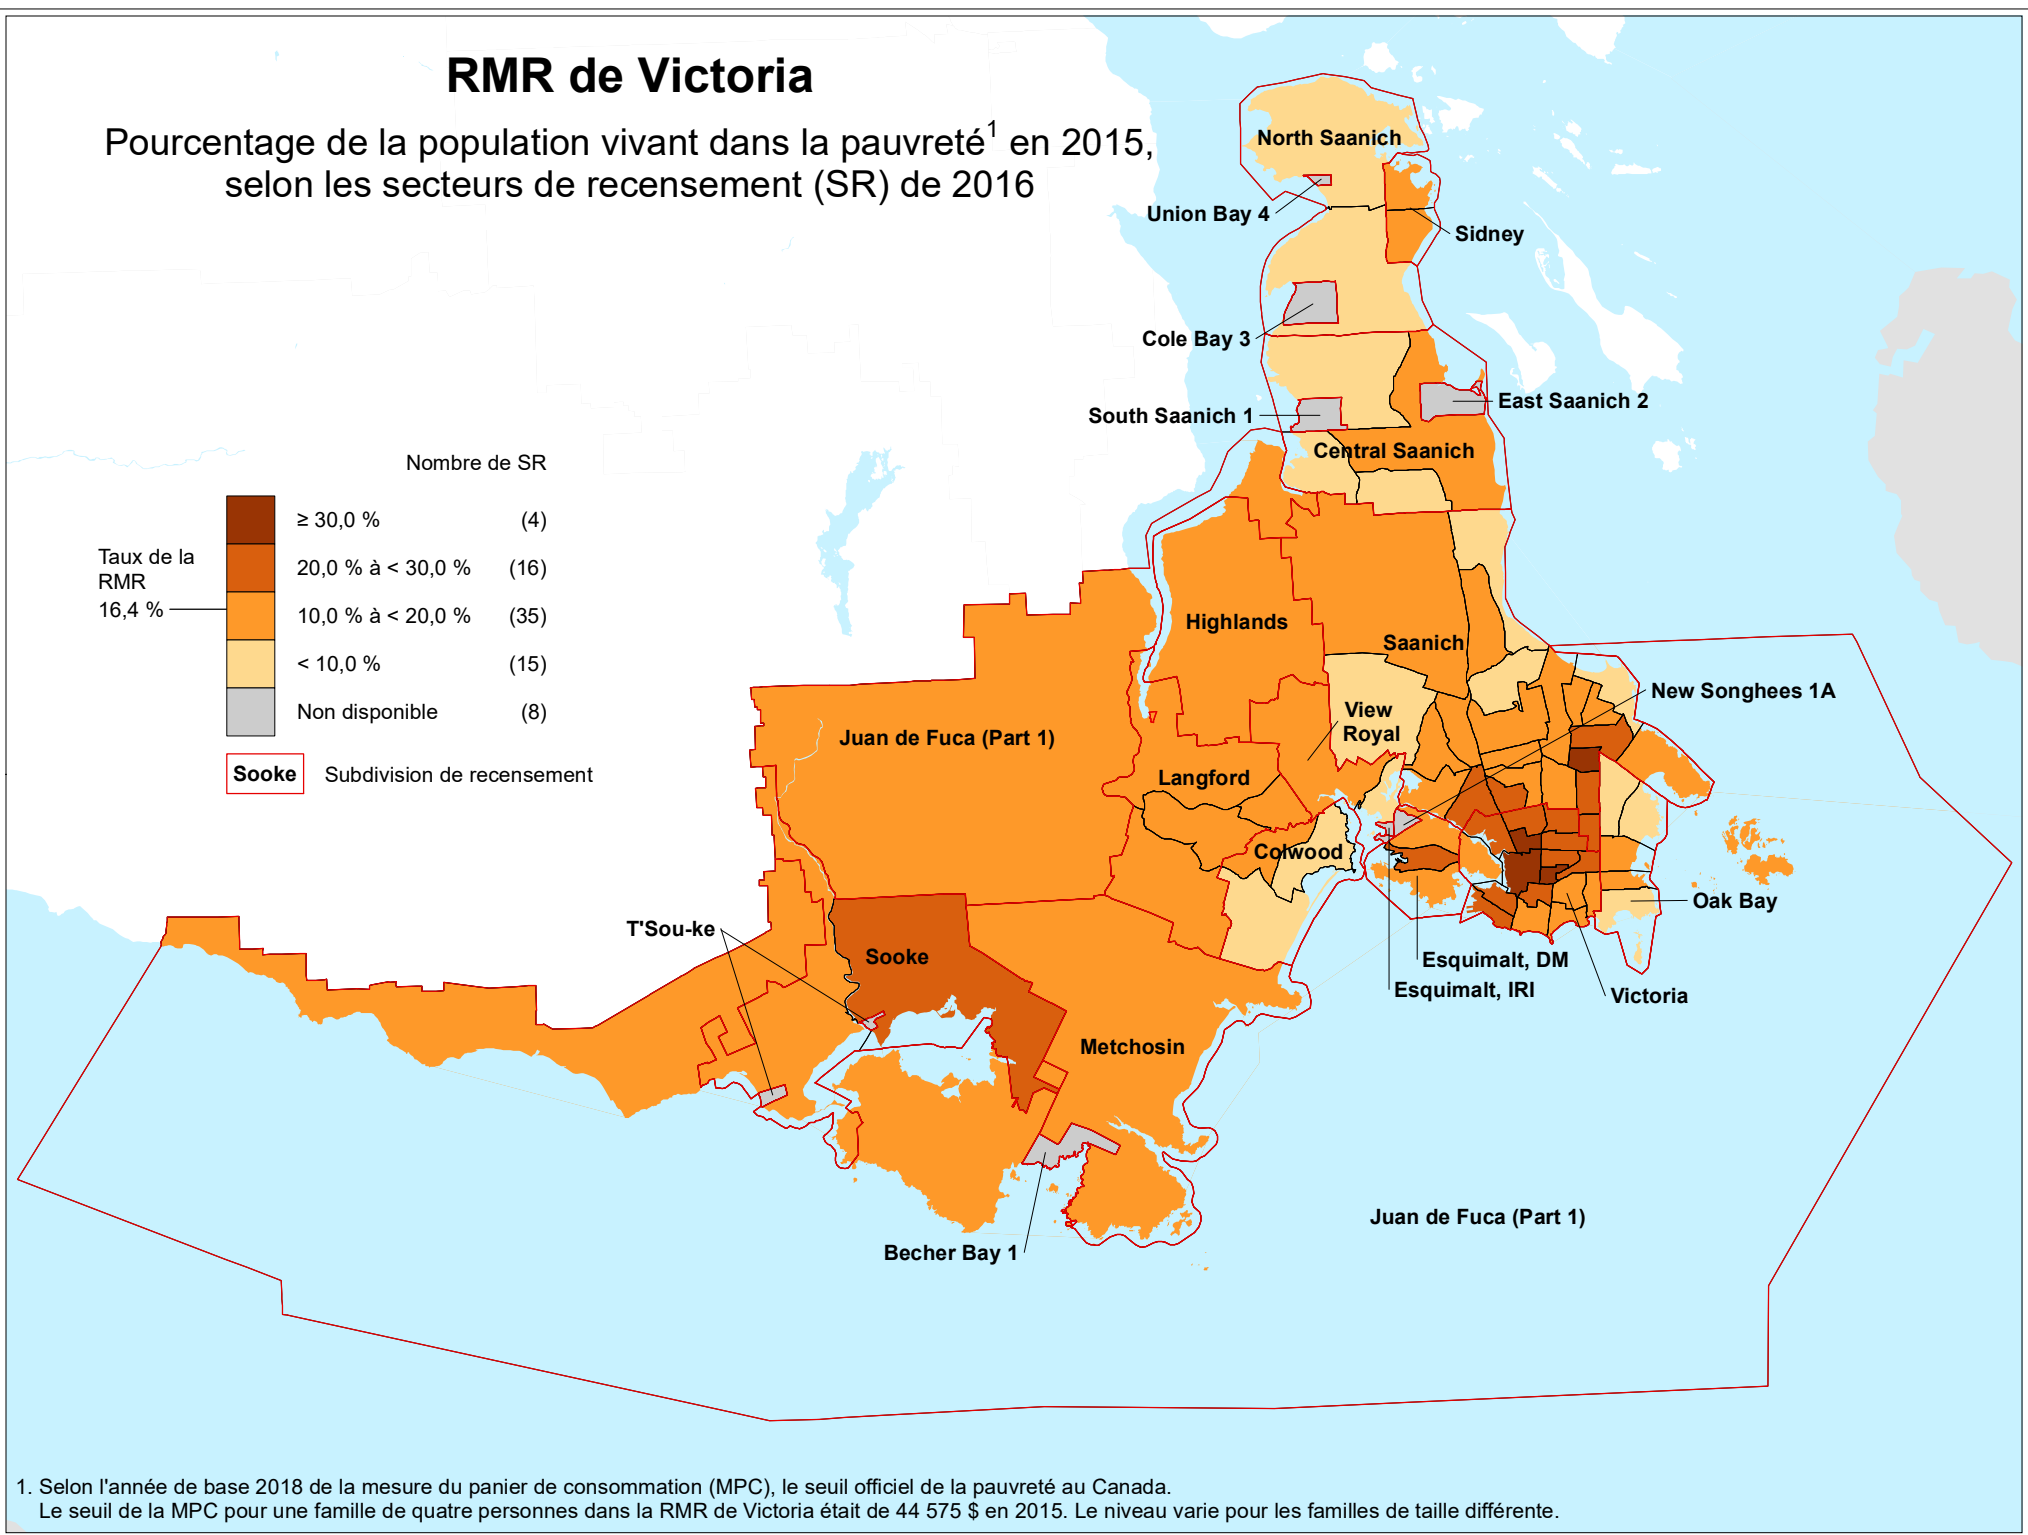 RMR de Victoria
Pourcentage de la population vivant dans la pauvreté1 en 2015,
selon les secteurs de recensement (SR) de 2016
North Saanich
Union Bay 4
Sidney
Cole Bay 3
East Saanich 2
South Saanich 1
Central Saanich
Nombre de SR
≥ 30,0 % (4)
20,0 % à < 30,0 % (16)
10,0 % à < 20,0 % (35)
< 10,0 % (15)
Non disponible (8)
Taux de la
RMR
16,4 %
Sooke Subdivision de recensement
Highlands
Saanich
New Songhees 1A
View
Royal
Juan de Fuca (Part 1)
Langford
Colwood
Oak Bay
T'Sou-ke
Sooke
Esquimalt, DM
Esquimalt, IRI
Victoria
Metchosin
Juan de Fuca (Part 1)
Becher Bay 1
1. Selon l'année de base 2018 de la mesure du panier de consommation (MPC), le seuil officiel de la pauvreté au Canada.
Le seuil de la MPC pour une famille de quatre personnes dans la RMR de Victoria était de 44 575 $ en 2015. Le niveau varie pour les familles de taille différente.